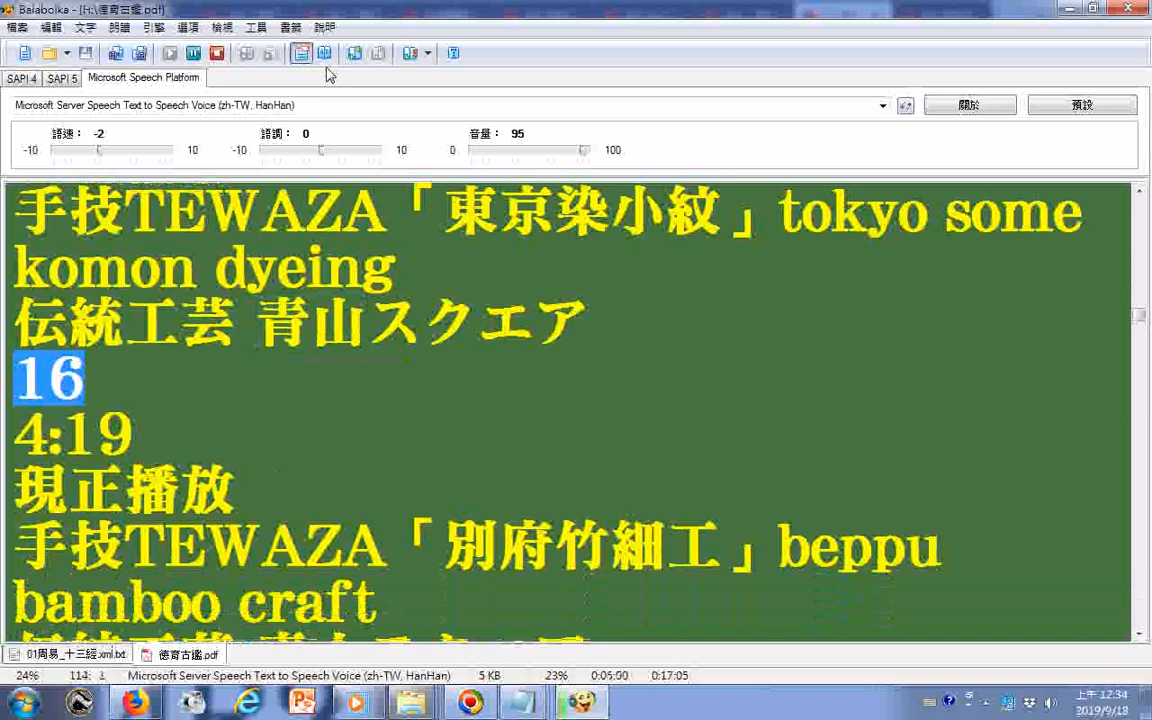 Balabolka - [H:\德育古鑑.pdf]
檔案 編輯 文字 朗讀 引擎 選項 檢視 工具 書籤 說明
SAPI 4 SAPI 5 Microsoft Speech Platform
Microsoft Server Speech Text to Speech Voice (zh-TW, HanHan) 關於 預設
語速： -2 語調： 0 音量： 95
-10 10 -10 10 0 100
手技TEWAZA「東京染小紋」tokyo some
komon dyeing
伝統工芸 青山スクエア
16
4:19
現正播放
手技TEWAZA「別府竹細工」beppu
bamboo craft
01周易_十三經.xml.txt 德育古鑑.pdf
24% 114: Microsoft Server Speech Text to Speech Voice (zh-TW, HanHan) 5 KB 23% 0:05:50 0:17:05
上午 12:34
2019/9/18